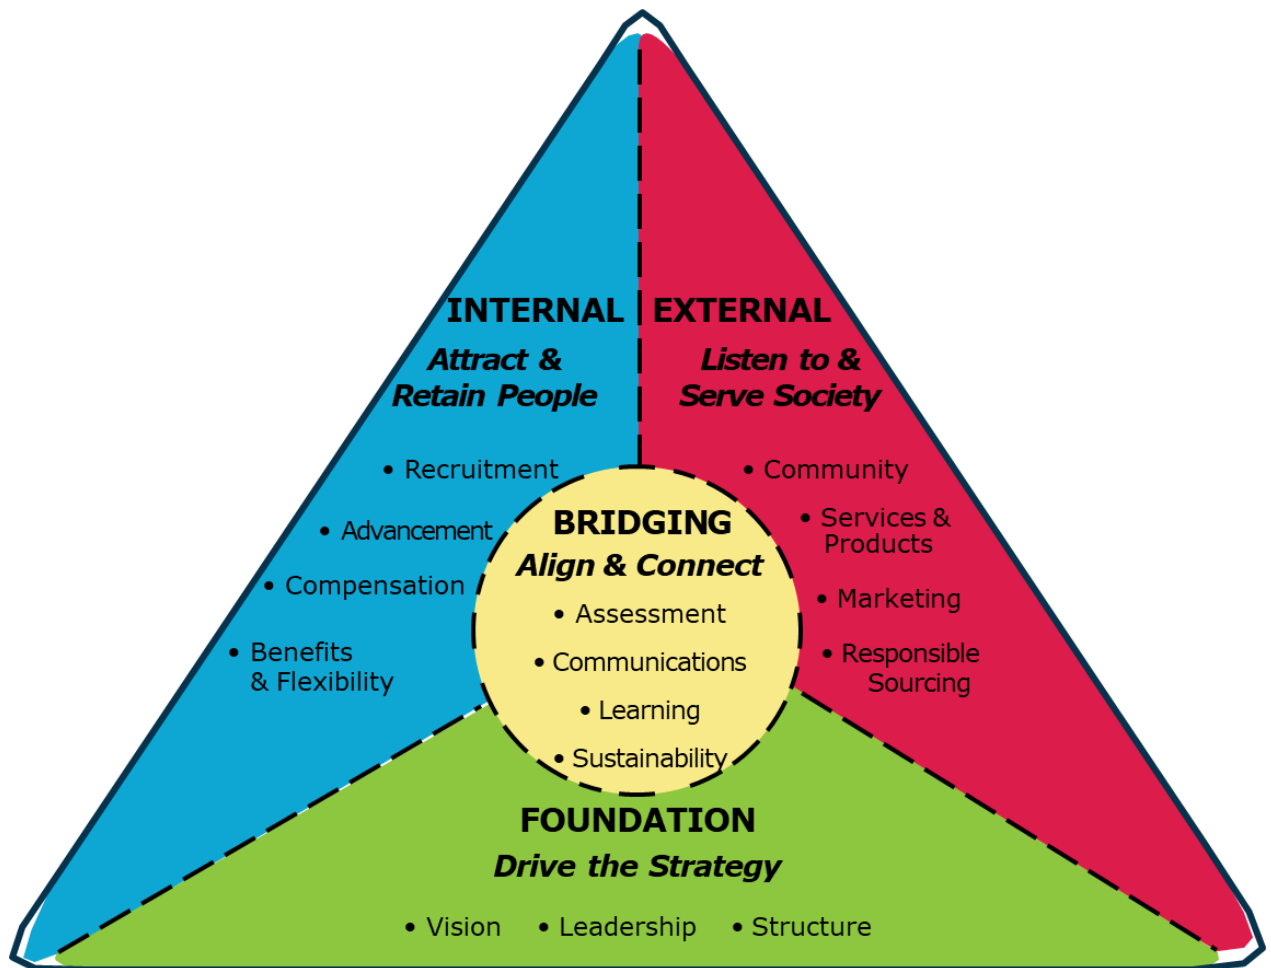 INTERNAL
Attract &
Retain People
• Recruitment
• Advancement
• Compensation
• Benefits
& Flexibility
EXTERNAL
Listen to &
Serve Society
• Community
• Services &
Products
• Marketing
• Responsible
Sourcing
BRIDGING
Align & Connect
• Assessment
• Communications
• Learning
• Sustainability
FOUNDATION
Drive the Strategy
• Vision • Leadership • Structure